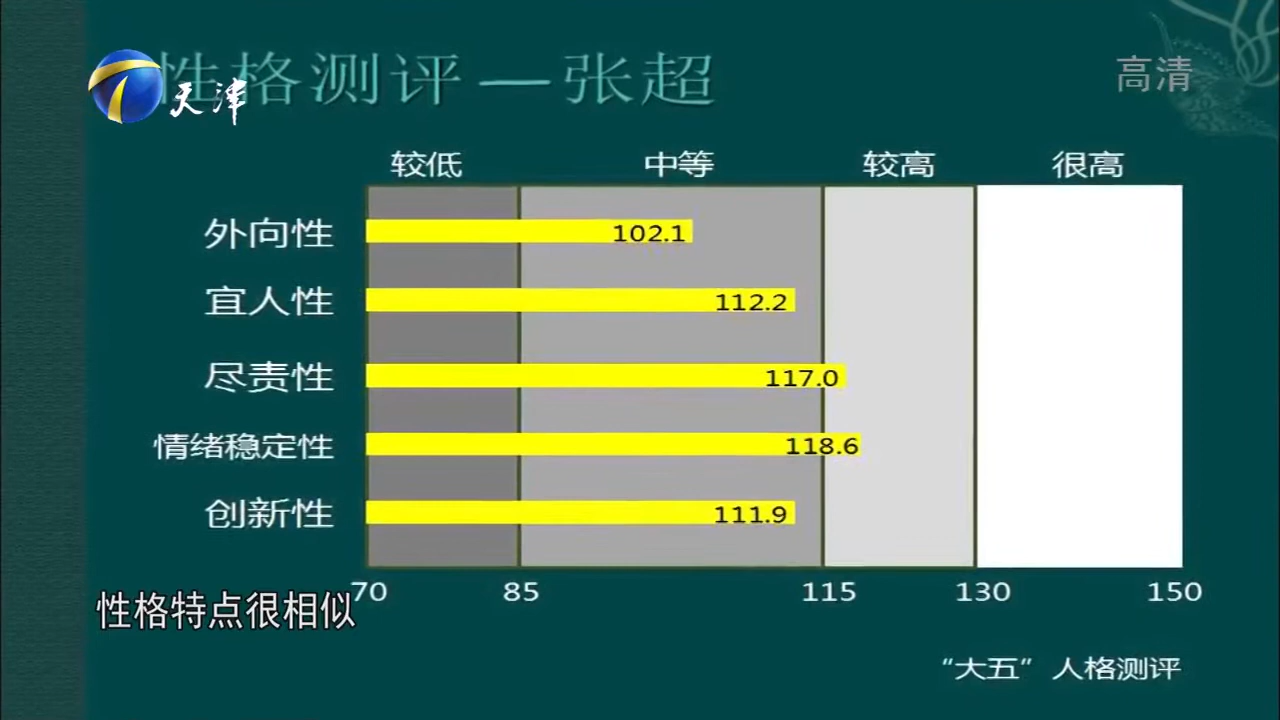 性格测评—张超
天津
高清
较低 中等 较高 很高
外向性 102.1
宜人性 112.2
尽责性 117.0
情绪稳定性 118.6
创新性 111.9
70 85 115 130 150
性格特点很相似
“大五”人格测评